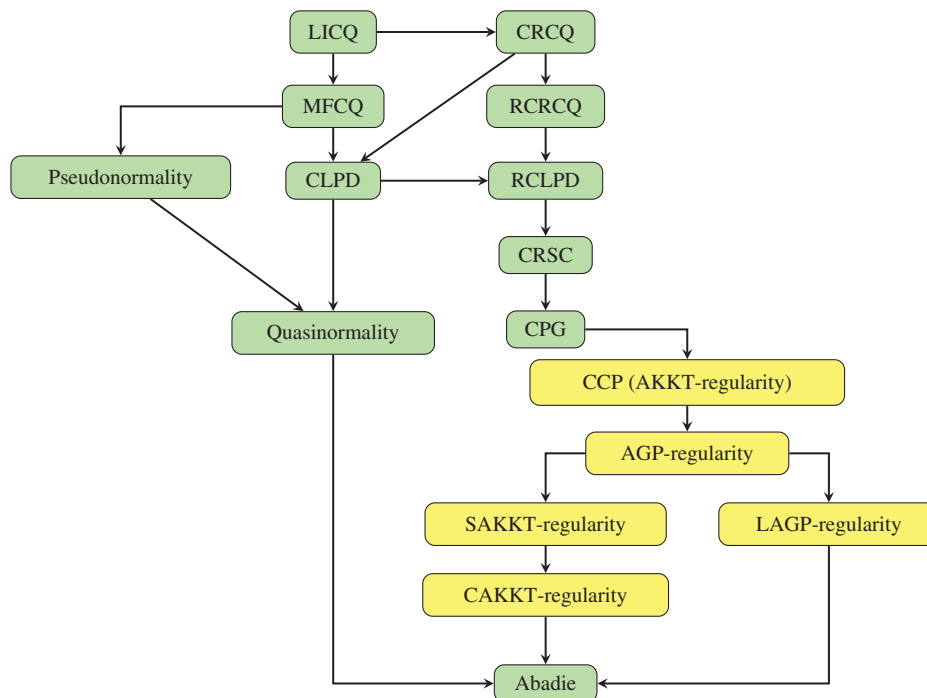 LICQ
CRCQ
MFCQ
RCRCQ
Pseudonormality
CLPD
RCLPD
CRSC
Quasinormality
CPG
CCP (AKKT-regularity)
AGP-regularity
SAKKT-regularity
LAGP-regularity
CAKKT-regularity
Abadie